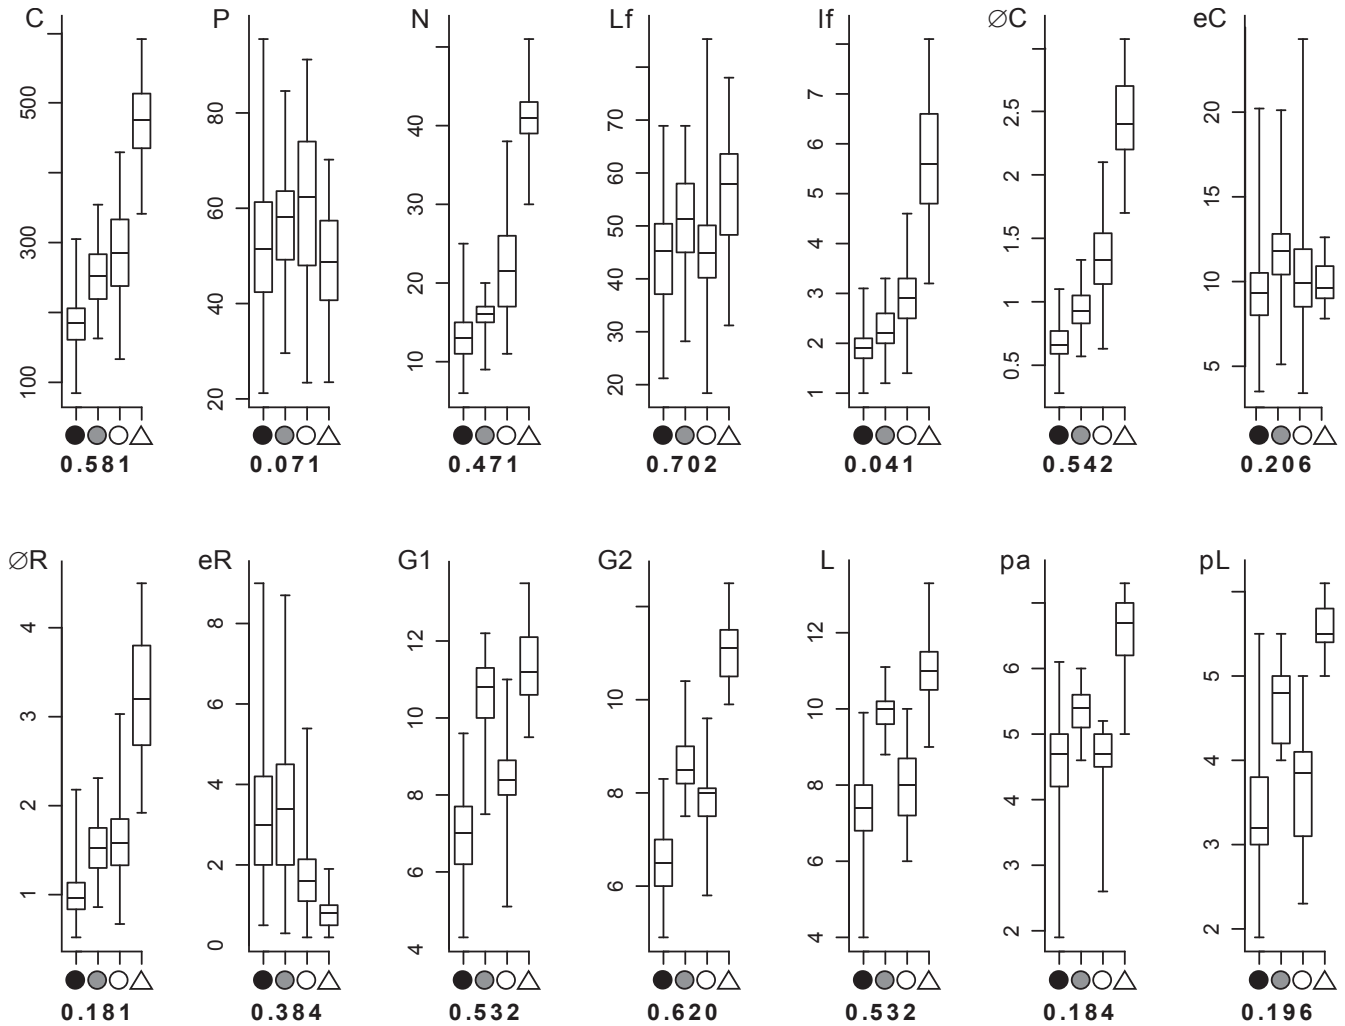 C P N Lf If ∅C eC
500 300 100
80 60 40 20
40 30 20 10
70 60 50 40 30 20
7 6 5 4 3 2 1
2.5 2 1.5 1 0.5
20 15 10 5
0.581 0.071 0.471 0.702 0.041 0.542 0.206
∅R eR G1 G2 L pa pL
4 3 2 1
8 6 4 2 0
12 10 8 6 4
10 8 6
12 10 8 6 4
6 5 4 3 2
5 4 3 2
0.181 0.384 0.532 0.620 0.532 0.184 0.196